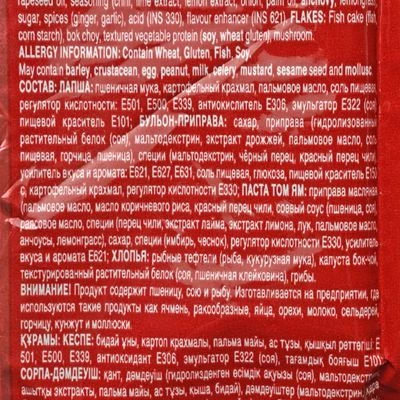 rapeseed oil, seasoning (chili, lime extract, lemon extract, onion, palm oil, anchovy, lemongrass),
sugar, spices (ginger, garlic), acid (INS 330), flavour enhancer (INS 621), FLAKES: Fish cake (fish,
corn starch), bok choy, textured vegetable protein (soy, wheat gluten), mushroom.
ALLERGY INFORMATION: Contain Wheat, Gluten, Fish, Soy.
May contain barley, crustacean, egg, peanut, milk, celery, mustard, sesame seed and mollusc.
СОСТАВ: ЛАПША: пшеничная мука, картофельный крахмал, пальмовое масло, соль пищевая,
регулятор кислотности: E501, E500, E339, антиокислитель E306, эмульгатор E322 (соя)
пищевой краситель E101; БУЛЬОН-ПРИПРАВА: сахар, приправа (гидролизованный
растительный белок (соя), мальтодекстрин, экстракт дрожжей, пальмовое масло, соль
пищевая, горчица, пшеница), специи (мальтодекстрин, чёрный перец, красный перец чили),
усилитель вкуса и аромата: E621, E627, E631, соль пищевая, глюкоза, пищевой краситель E150
c, картофельный крахмал, регулятор кислотности E330; ПАСТА ТОМ ЯМ: приправа масляная
(пальмовое масло, масло коричневого риса, красный перец чили, соевый соус (пшеница, соя),
рапсовое масло, специи (перец чили, экстракт лайма, экстракт лимона, лук, пальмовое масло,
анчоусы, лемонграсс), сахар, специи (имбирь, чеснок), регулятор кислотности E330, усилитель
вкуса и аромата E621; ХЛОПЬЯ: рыбные тефтели (рыба, кукурузная мука), капуста бок-чой,
текстурированный растительный белок (соя, пшеничная клейковина), грибы.
ВНИМАНИЕ! Продукт содержит пшеницу, сою и рыбу. Изготавливается на предприятии, где
используются такие продукты как ячмень, ракообразные, яйца, орехи, молоко, сельдерей,
горчицу, кунжут и моллюски.
ҚҰРАМЫ: КЕСПЕ: бидай ұны, картоп крахмалы, пальма майы, ас тұзы, қышқыл реттегіші: E
501, E500, E339, антиоксидант E306, эмульгатор E322 (соя), тағамдық бояғыш E101
СОРПА-ДӘМДЕУІШ: қант, дәмдеуіш (гидролизденген өсімдік ақуызы (соя), мальтодекстрин,
ашытқы экстракты, пальма майы, ас тұзы, қыша, бидай), дәмдеуіштер (мальтодекстрин,